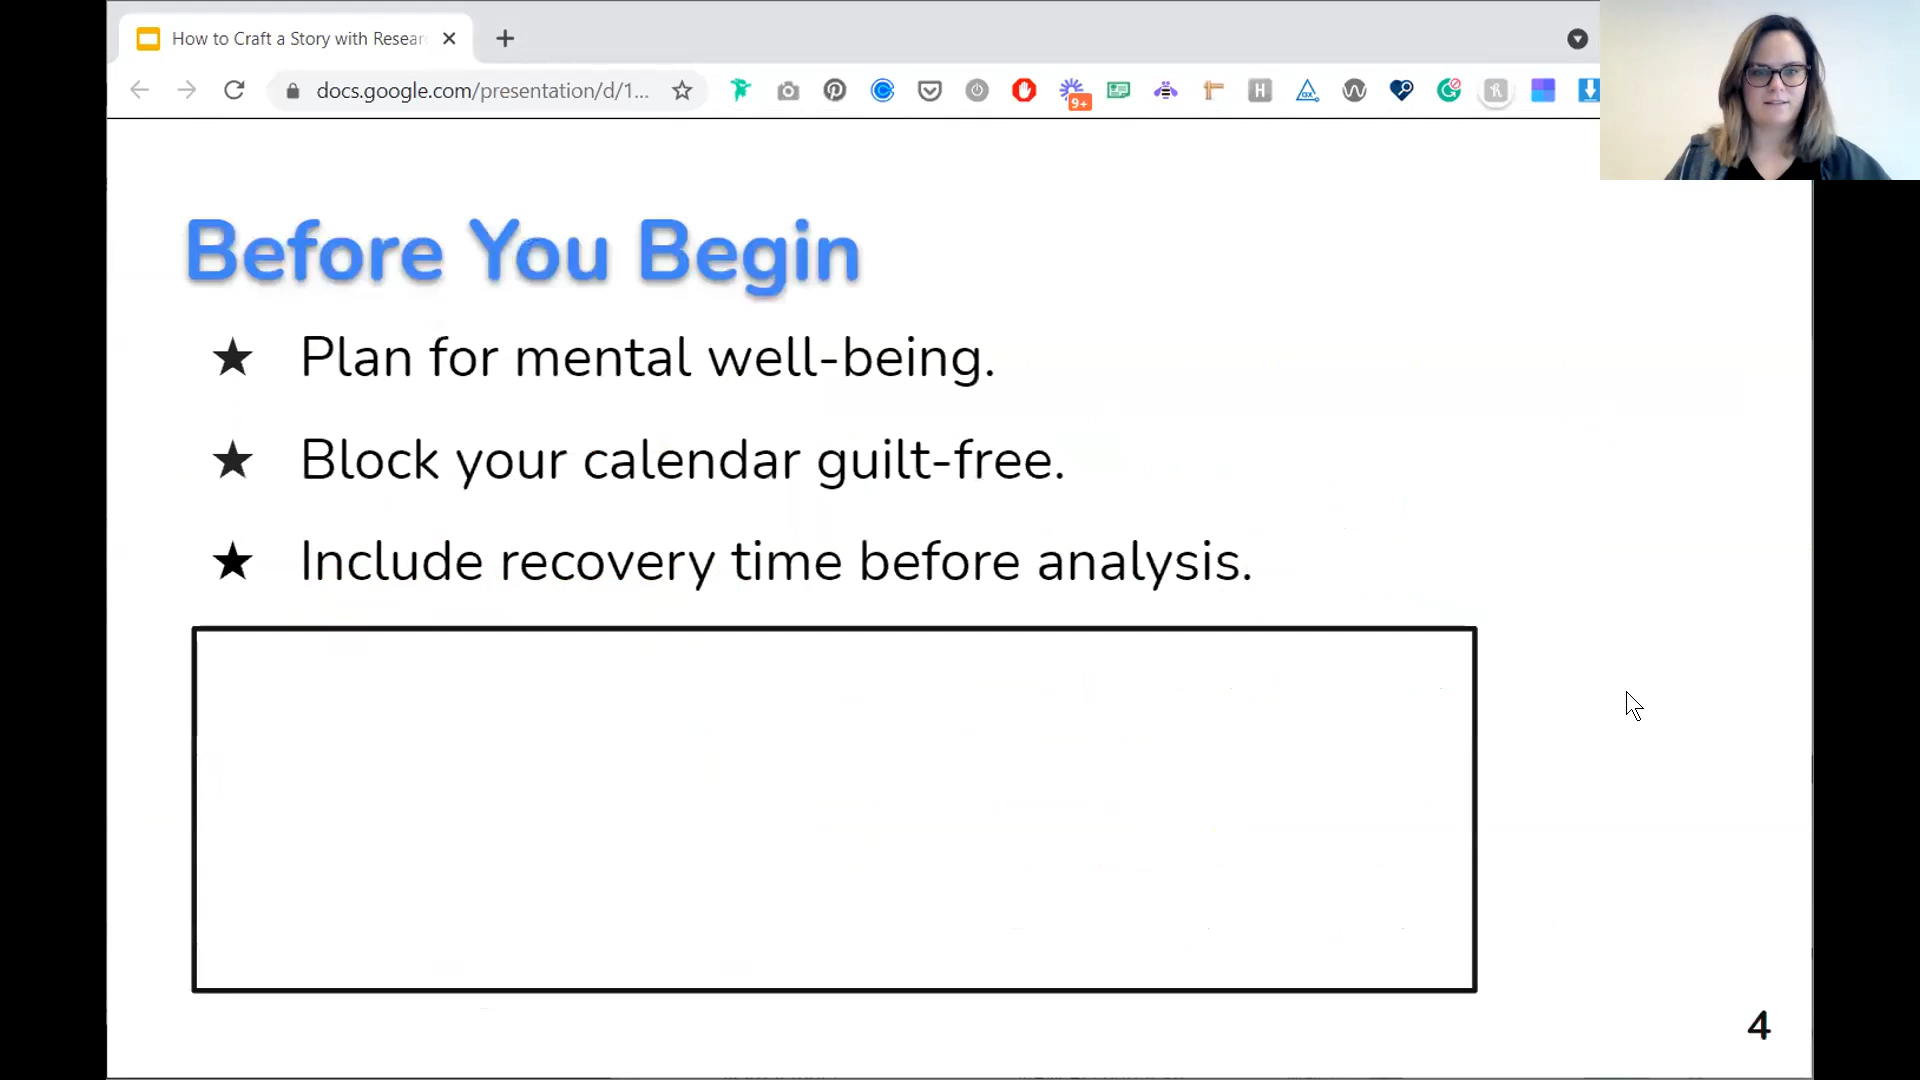 How to Craft a Story with Resear
docs.google.com/presentation/d/1...
9+
H
Before You Begin
★ Plan for mental well-being.
★ Block your calendar guilt-free.
★ Include recovery time before analysis.
4